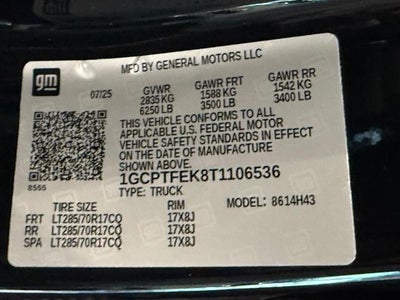 gm
MFD BY GENERAL MOTORS LLC
07/25 GVWR GAWR FRT GAWR RR
2835 KG 1588 KG 1542 KG
6250 LB 3500 LB 3400 LB
THIS VEHICLE CONFORMS TO ALL
APPLICABLE U.S. FEDERAL MOTOR
VEHICLE SAFETY STANDARDS IN EFFECT
ON THE DATE OF MANUFACTURE
SHOWN ABOVE.
8555 1GCPTFEK8T1106536
TYPE: TRUCK MODEL: 8614H43
TIRE SIZE RIM
FRT LT285/70R17CQ 17X8J
RR LT285/70R17CQ 17X8J
SPA LT285/70R17CQ 17X8J